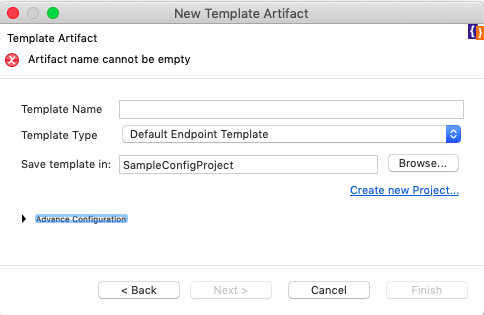 New Template Artifact
Template Artifact
Artifact name cannot be empty
Template Name
Template Type Default Endpoint Template
Save template in: SampleConfigProject Browse...
Create new Project...
Advance Configuration
< Back Next > Cancel Finish